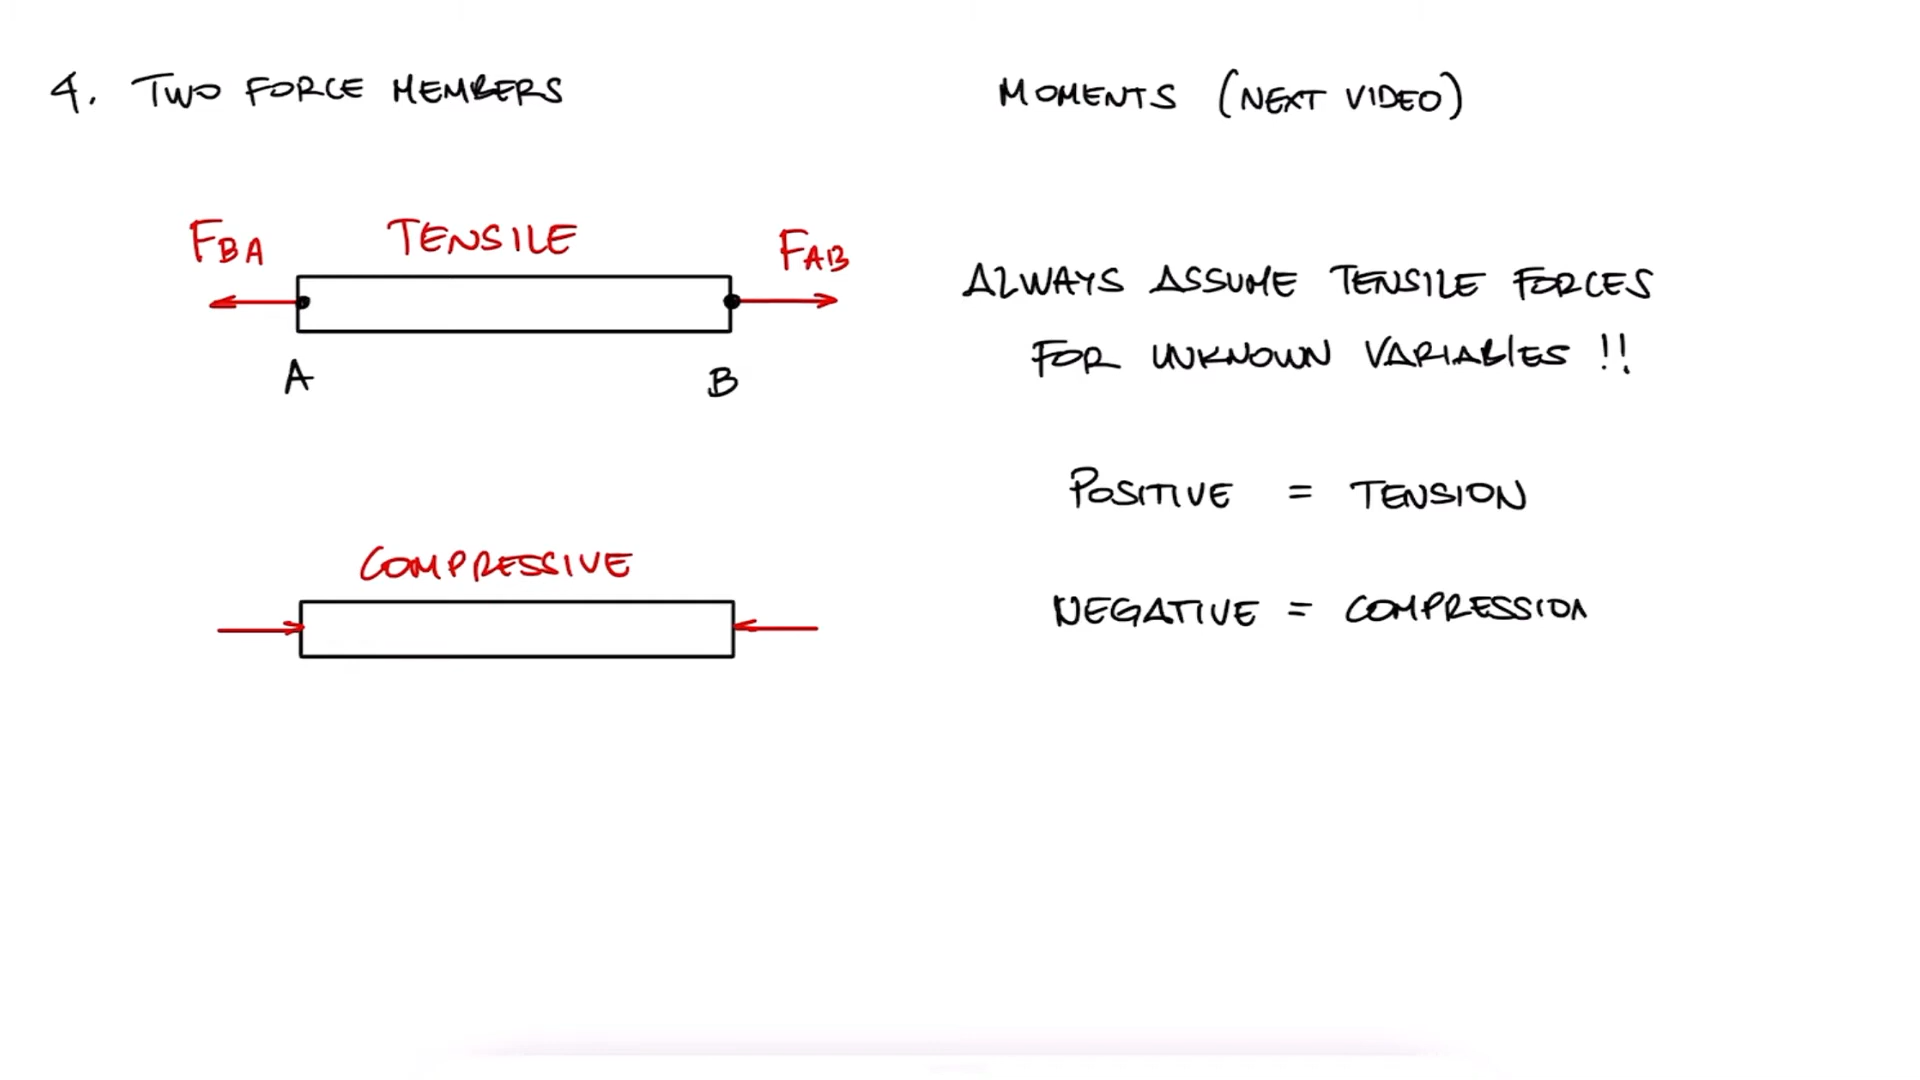 4. TWO FORCE MEMBERS
MOMENTS (NEXT VIDEO)
FBA
TENSILE
FAB
A
B
ALWAYS ASSUME TENSILE FORCES
FOR UNKNOWN VARIABLES !!
POSITIVE = TENSION
COMPRESSIVE
NEGATIVE = COMPRESSION